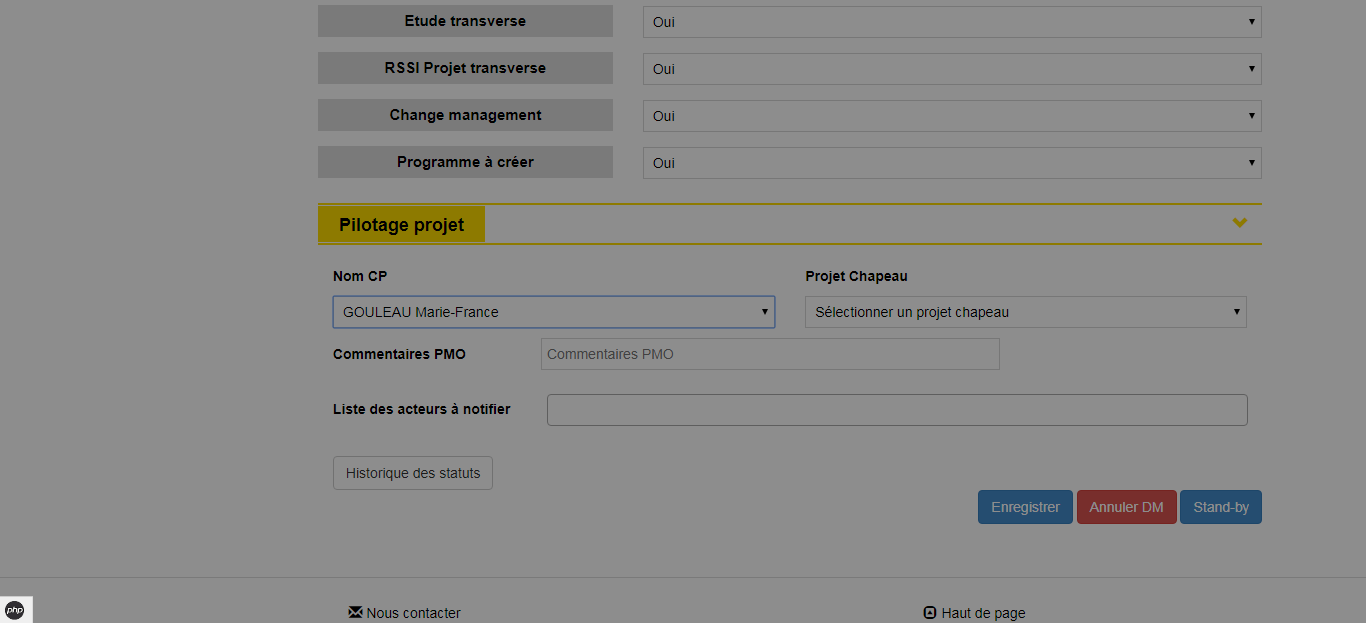 Etude transverse Oui
RSSI Projet transverse Oui
Change management Oui
Programme à créer Oui
Pilotage projet
Nom CP Projet Chapeau
GOULEAU Marie-France Sélectionner un projet chapeau
Commentaires PMO Commentaires PMO
Liste des acteurs à notifier
Historique des statuts
Enregistrer Annuler DM Stand-by
php Nous contacter Haut de page